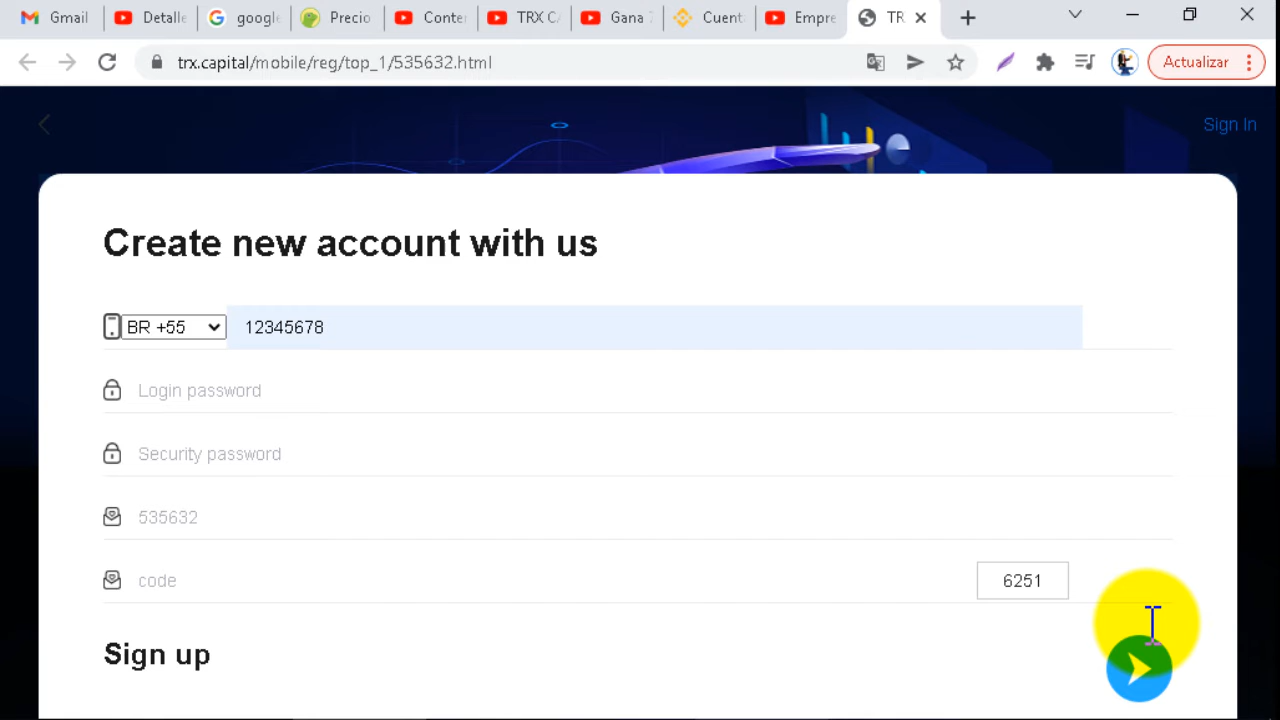 Gmail
Detalle
google
Precio
Conter
TRX CA
Gana
Cuent
Empre
TR
trx.capital/mobile/reg/top_1/535632.html
Actualizar
Sign In
Create new account with us
BR +55
12345678
Login password
Security password
535632
code
6251
Sign up